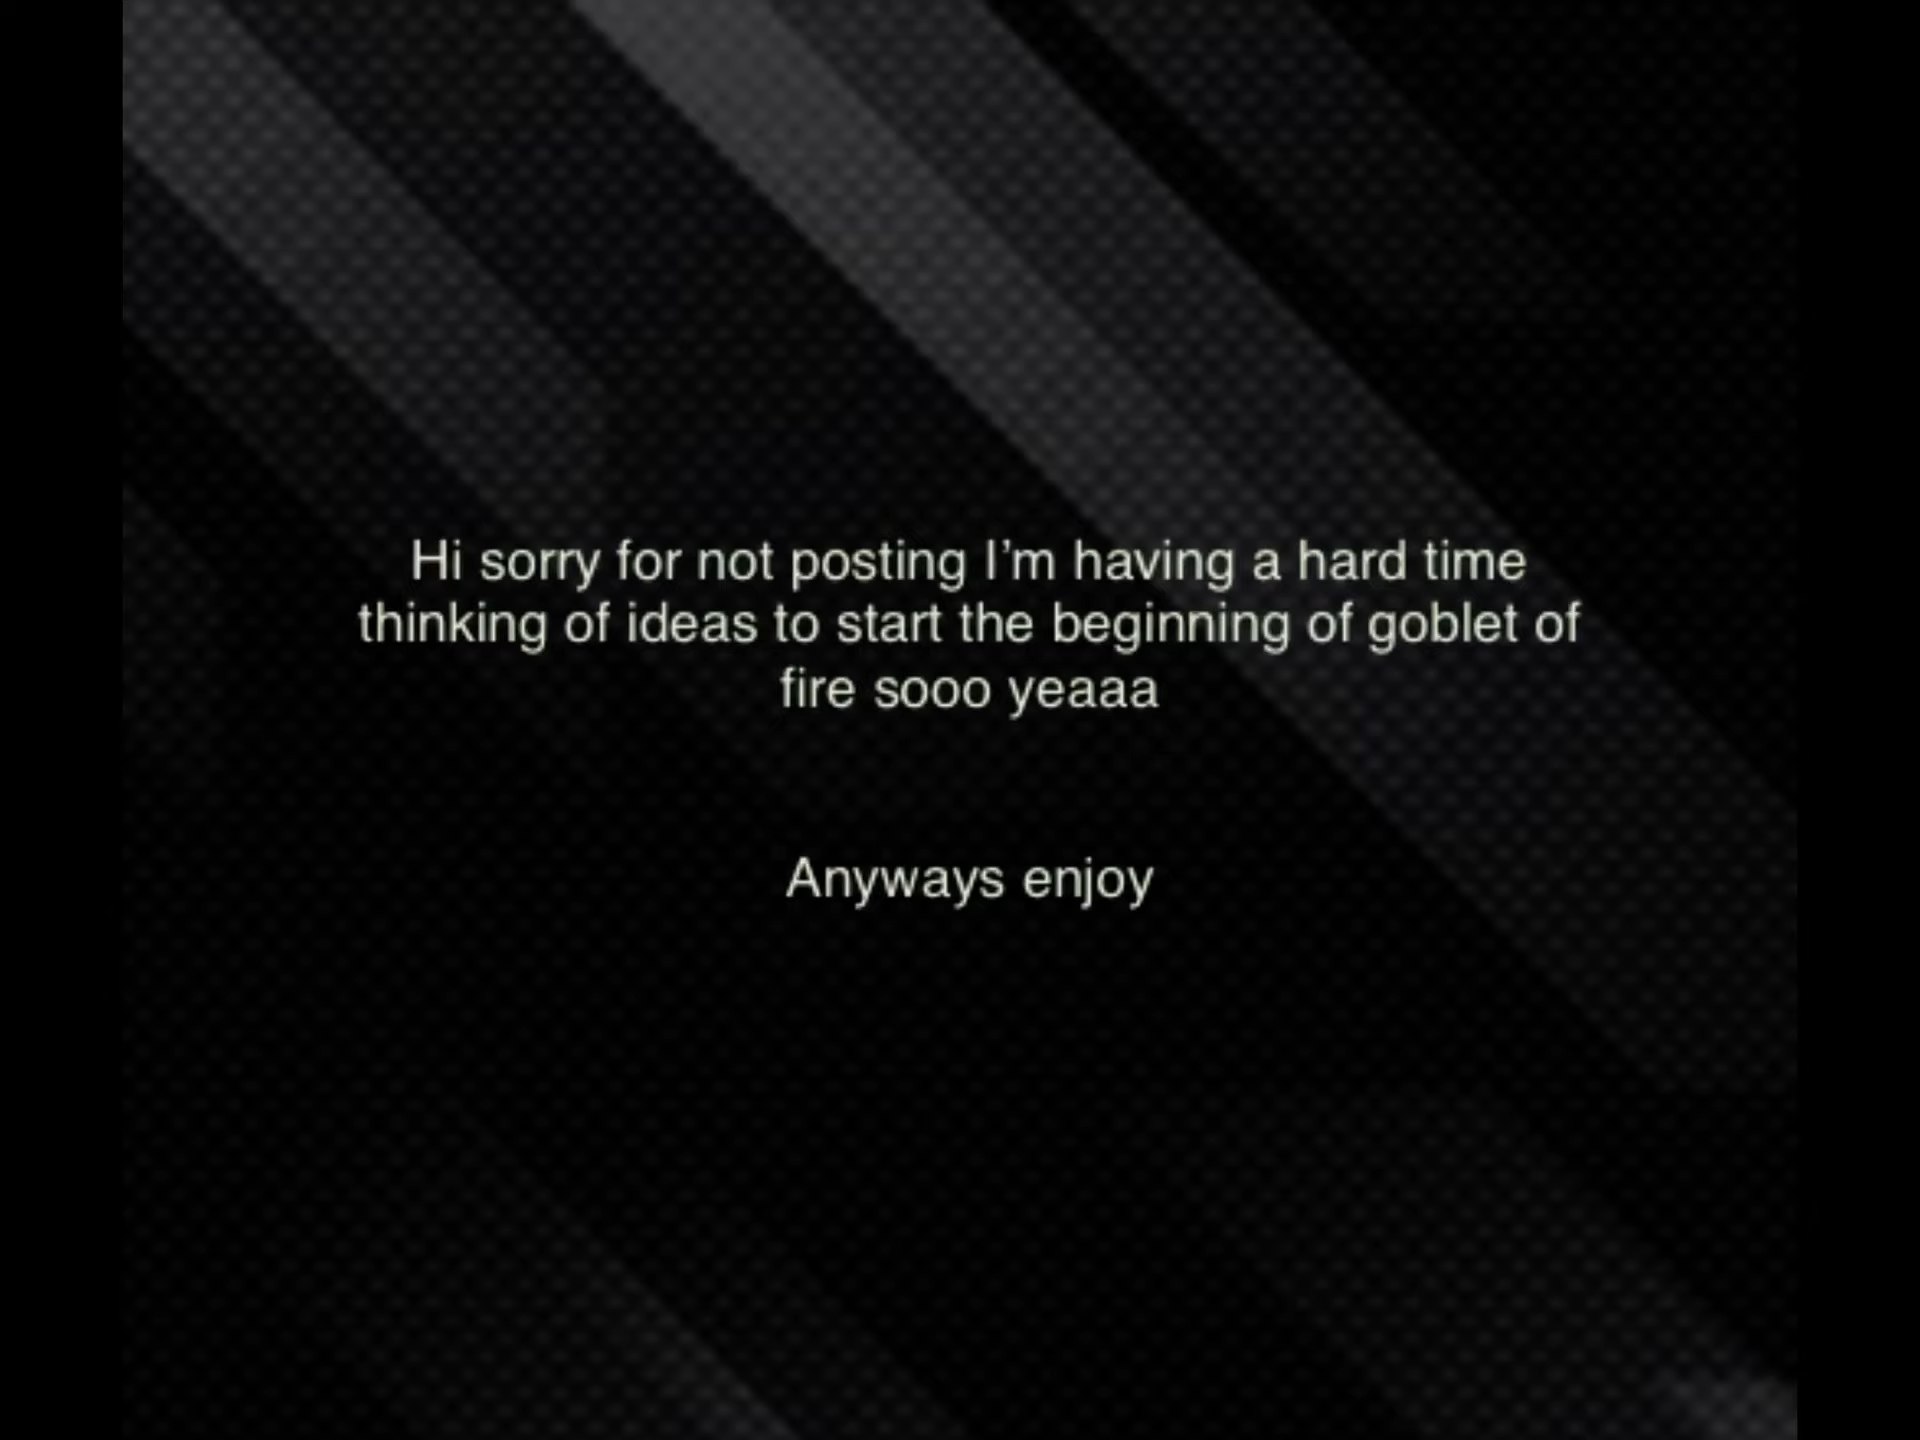 Hi sorry for not posting I'm having a hard time
thinking of ideas to start the beginning of goblet of
fire sooo yeaaa
Anyways enjoy